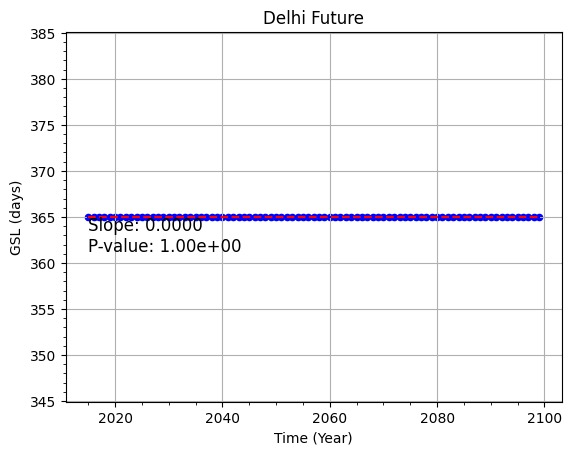 Delhi Future
385
380
375
370
365
360
355
350
345
GSL (days)
Slope: 0.0000
P-value: 1.00e+00
2020 2040 2060 2080 2100
Time (Year)